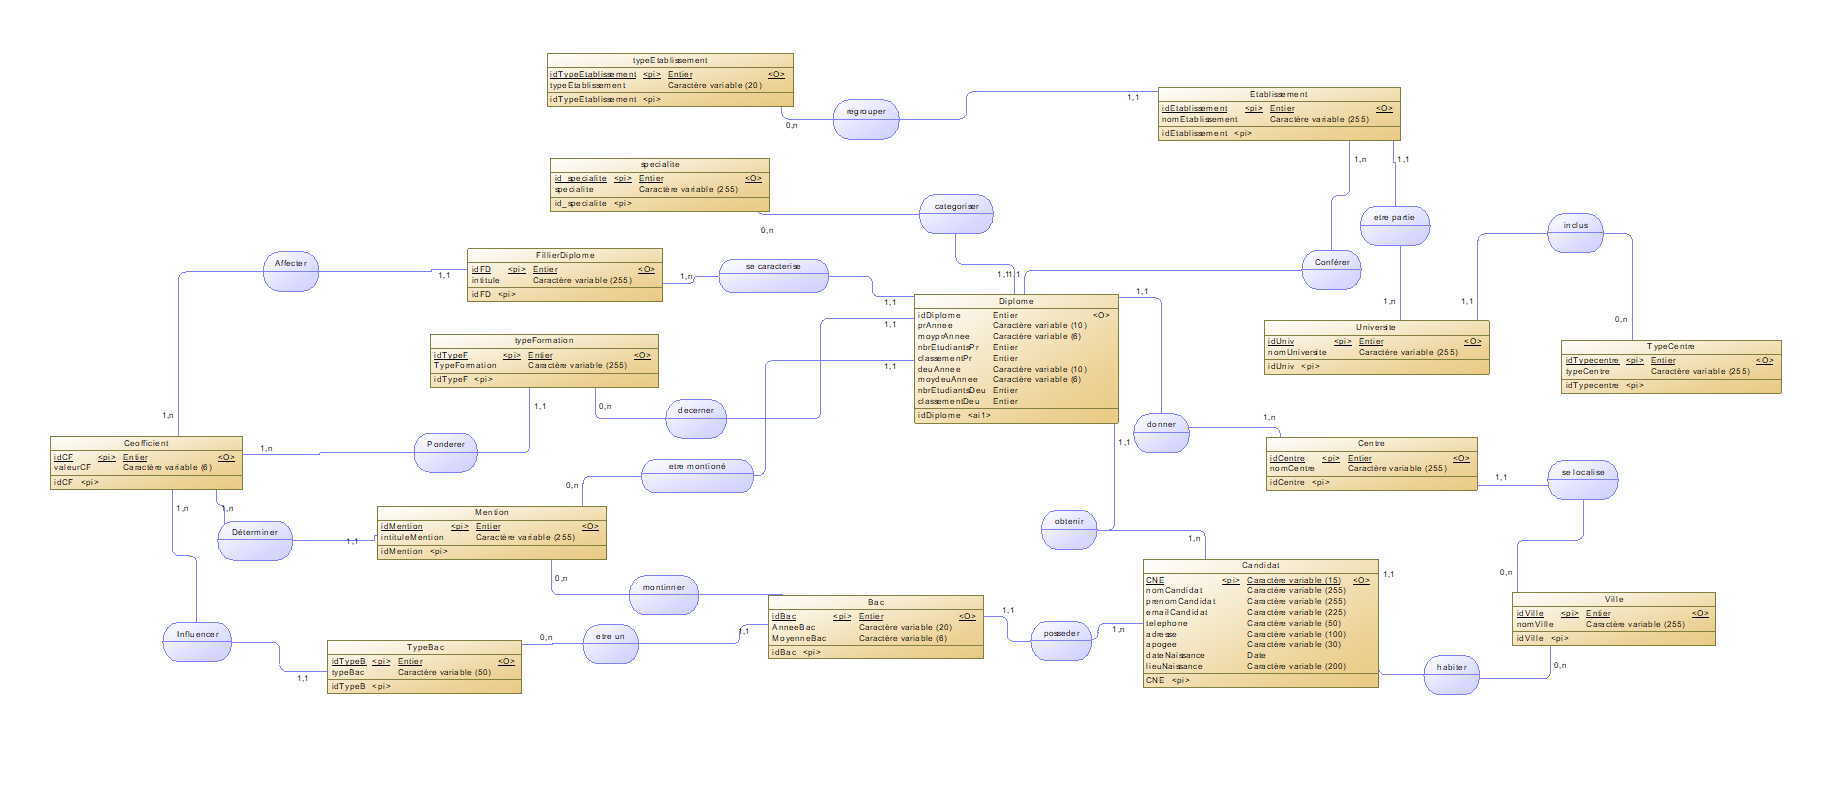 typeEtablissement
idTypeEtablissement <pi> Entier <O>
typeEtablissement Caractère variable (20)
idTypeEtablissement <pi>
0,n
regrouper
1,1
Etablissement
idEtablissement <pi> Entier <O>
nomEtablissement Caractère variable (255)
idEtablissement <pi>
1,n
1,1
specialite
id_specialite <pi> Entier <O>
specialite Caractère variable (255)
id_specialite <pi>
0,n
categoriser
etre partie
inclus
Affecter
1,1
FillierDiplome
idFD <pi> Entier <O>
intitule Caractère variable (255)
idFD <pi>
1,n
se caracterise
1,1
1,1
1,1
Conférer
1,n
1,1
0,n
Diplome
idDiplome Entier <O>
prAnnee Caractère variable (10)
moyprAnnee Caractère variable (6)
nbrEtudiantsPr Entier
classementPr Entier
deuAnnee Caractère variable (10)
moydeuAnnee Caractère variable (6)
nbrEtudiantsDeu Entier
classementDeu Entier
idDiplome <ai1>
1,1
1,1
1,1
1,1
Universite
idUniv <pi> Entier <O>
nomUniversite Caractère variable (255)
idUniv <pi>
TypeCentre
idTypecentre <pi> Entier <O>
typeCentre Caractère variable (255)
idTypecentre <pi>
typeFormation
idTypeF <pi> Entier <O>
TypeFormation Caractère variable (255)
idTypeF <pi>
1,1
0,n
decerner
donner
1,n
1,n
Ceofficient
idCF <pi> Entier <O>
valeurCF Caractère variable (6)
idCF <pi>
1,n
Ponderer
etre montioné
0,n
Centre
idCentre <pi> Entier <O>
nomCentre Caractère variable (255)
idCentre <pi>
1,1
se localise
1,n
1,n
Déterminer
1,1
Mention
idMention <pi> Entier <O>
intituleMention Caractère variable (255)
idMention <pi>
0,n
obtenir
1,n
montinner
Candidat
CNE <pi> Caractère variable (15) <O>
nomCandidat Caractère variable (255)
prenomCandidat Caractère variable (255)
emailCandidat Caractère variable (225)
telephone Caractère variable (50)
adresse Caractère variable (100)
apogee Caractère variable (30)
dateNaissance Date
lieuNaissance Caractère variable (200)
CNE <pi>
1,1
0,n
Ville
idVille <pi> Entier <O>
nomVille Caractère variable (255)
idVille <pi>
0,n
Bac
idBac <pi> Entier <O>
AnneeBac Caractère variable (20)
MoyenneBac Caractère variable (6)
idBac <pi>
1,1
posseder
1,n
Influencer
1,1
TypeBac
idTypeB <pi> Entier <O>
typeBac Caractère variable (50)
idTypeB <pi>
0,n
etre un
1,1
habiter